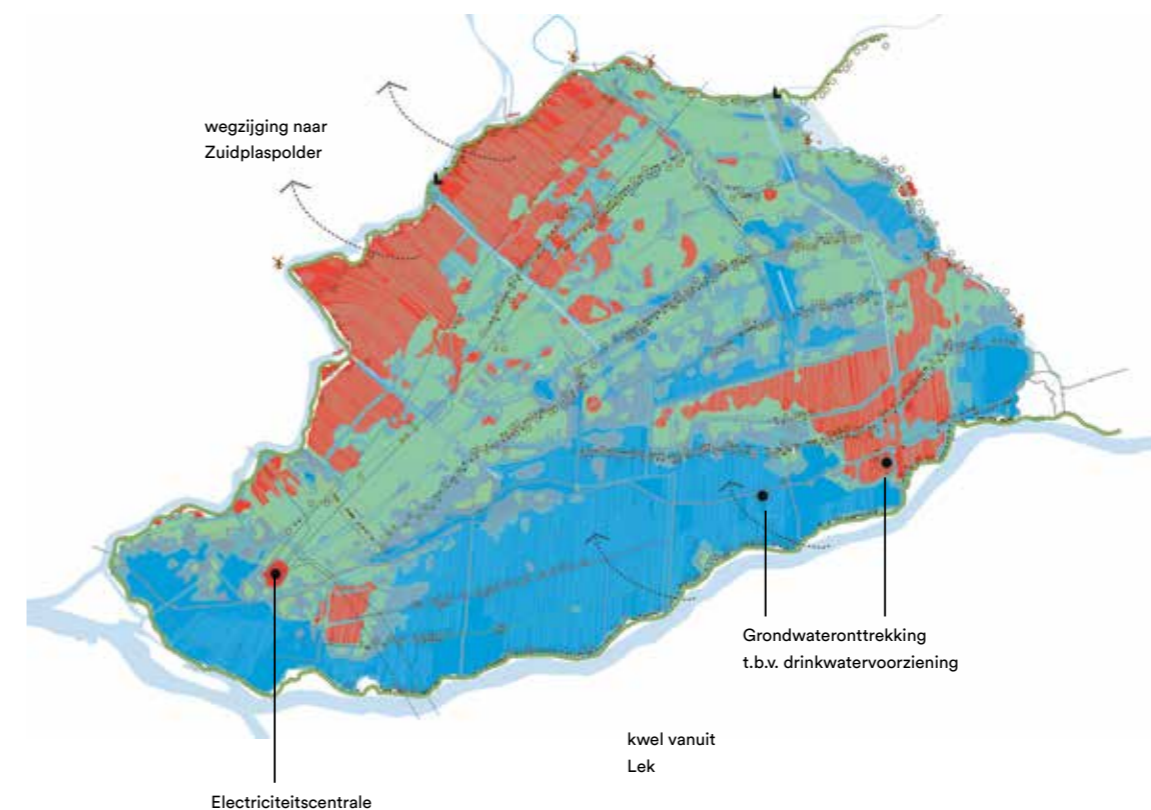 wegzijging naar
Zuidplaspolder
Grondwateronttrekking
t.b.v. drinkwatervoorziening
kwel vanuit
Lek
Electriciteitscentrale